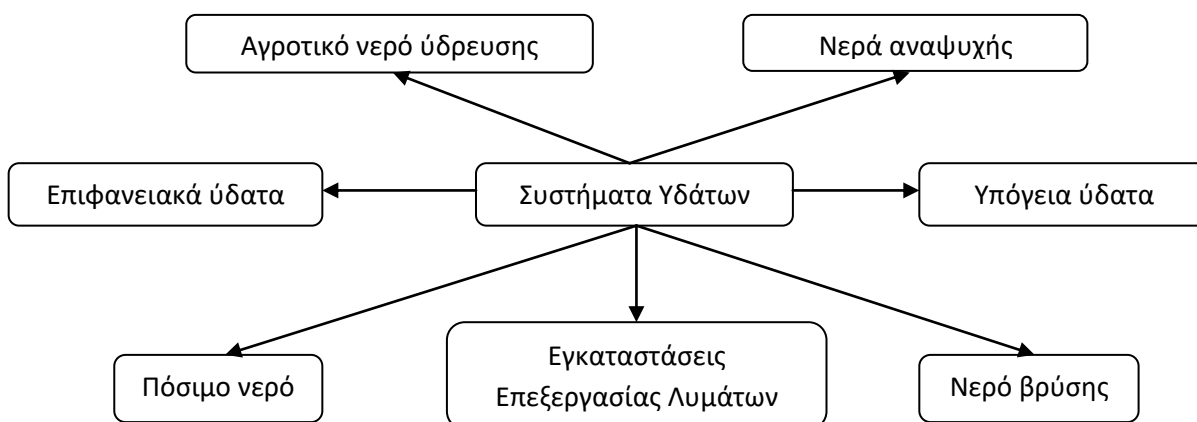 Αγροτικό νερό ύδρευσης
Νερά αναψυχής
Επιφανειακά ύδατα
Συστήματα Υδάτων
Υπόγεια ύδατα
Πόσιμο νερό
Εγκαταστάσεις
Επεξεργασίας Λυμάτων
Νερό βρύσης